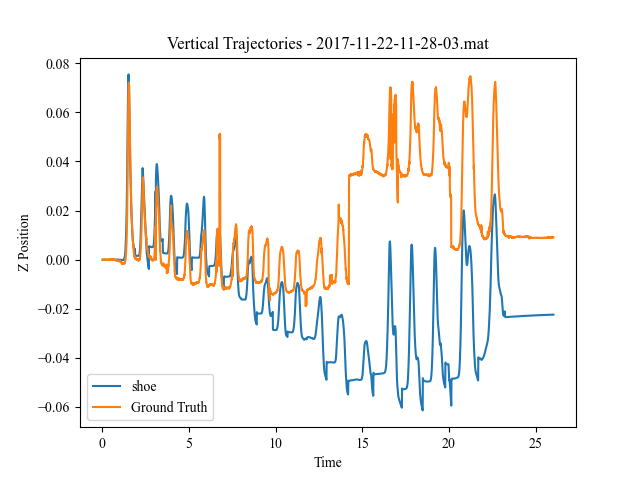 Vertical Trajectories - 2017-11-22-11-28-03.mat
0.08
0.06
0.04
0.02
0.00
−0.02
−0.04
−0.06
Z Position
shoe
Ground Truth
0 5 10 15 20 25
Time